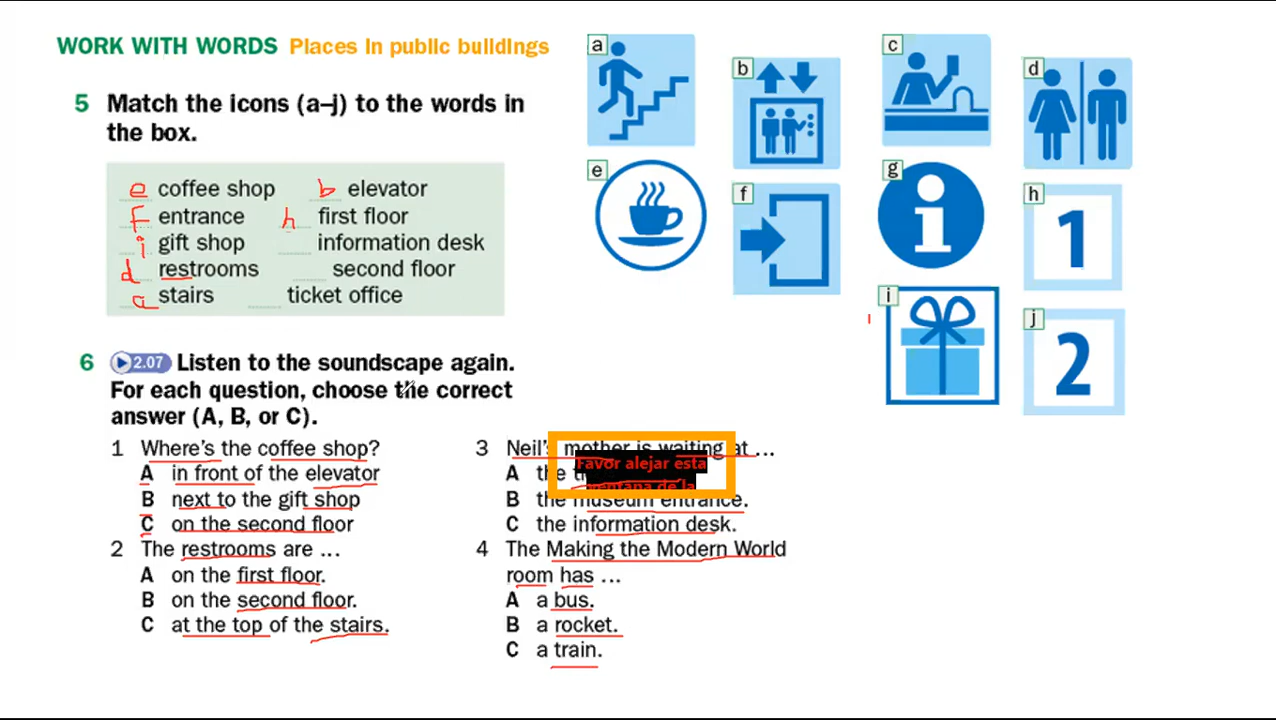 WORK WITH WORDS Places in public buildings
5 Match the icons (a–j) to the words in
the box.
e coffee shop b elevator
f entrance h first floor
i gift shop information desk
d restrooms second floor
a stairs ticket office
6 2.07 Listen to the soundscape again.
For each question, choose the correct
answer (A, B, or C).
1 Where's the coffee shop?
A in front of the elevator
B next to the gift shop
C on the second floor
2 The restrooms are ...
A on the first floor.
B on the second floor.
C at the top of the stairs.
3 Neil's mother is waiting at ...
A the
Favor alejar esta
ventana de la
B the museum entrance.
C the information desk.
4 The Making the Modern World
room has ...
A a bus.
B a rocket.
C a train.
a
b
c
d
e
f
g
i
h
1
i
j
2